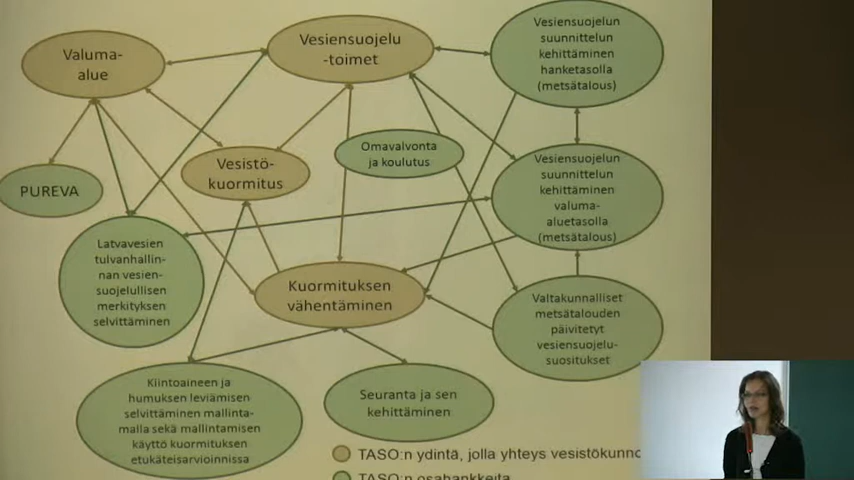 Valuma-
alue
Vesiensuojelu
-toimet
Vesiensuojelun
suunnittelun
kehittäminen
hanketasolla
(metsätalous)
Omavalvonta
ja koulutus
Vesistö-
kuormitus
PUREVA
Vesiensuojelun
suunnittelun
kehittäminen
valuma-
aluetasolla
(metsätalous)
Latvavesien
tulvanhallin-
nan vesien-
suojelullisen
merkityksen
selvittäminen
Kuormituksen
vähentäminen
Valtakunnalliset
metsätalouden
päivitetyt
vesiensuojelu-
suositukset
Kiintoaineen ja
humuksen leviämisen
selvittäminen mallinta-
malla sekä mallintamisen
käyttö kuormituksen
etukäteisarvioinnissa
Seuranta ja sen
kehittäminen
TASO:n ydintä, jolla yhteys vesistökunno
TASO:n osahankkeita